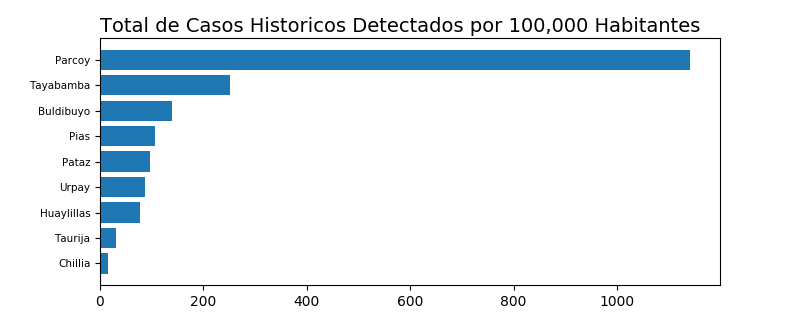 Total de Casos Historicos Detectados por 100,000 Habitantes
Parcoy
Tayabamba
Buldibuyo
Pias
Pataz
Urpay
Huaylillas
Taurija
Chillia
0 200 400 600 800 1000